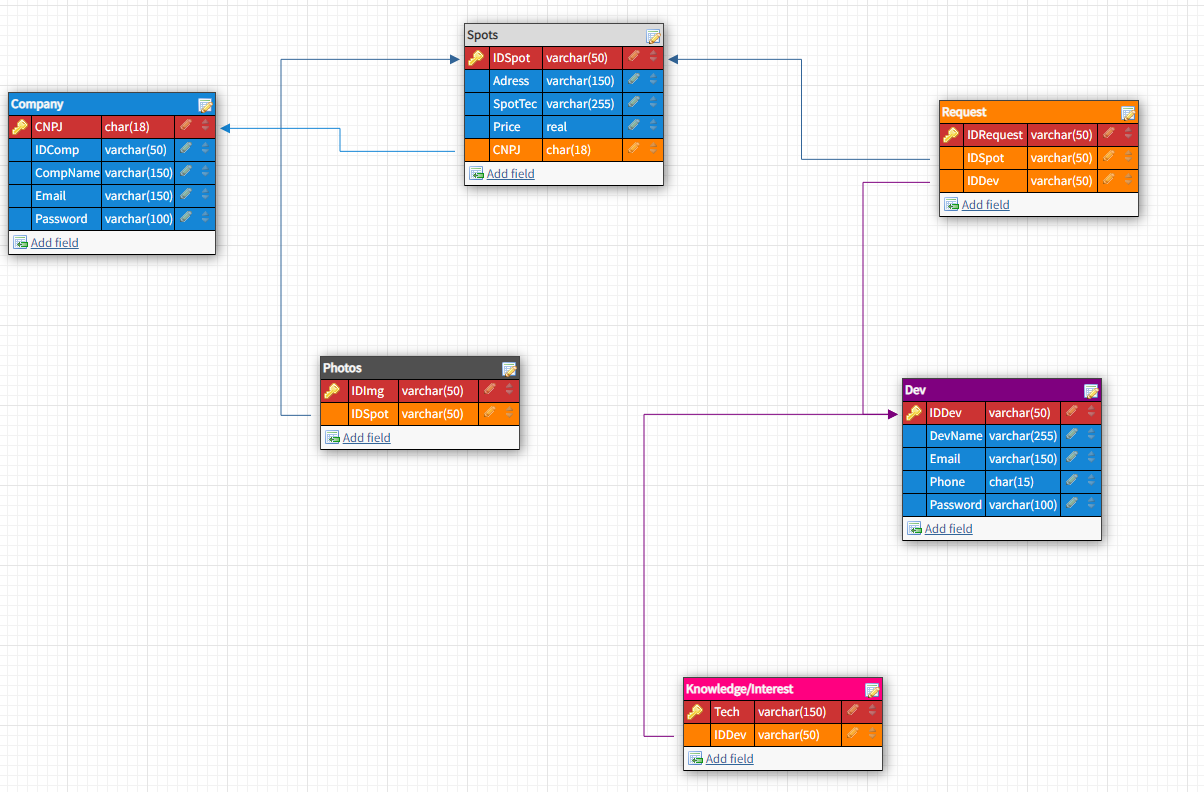 Spots
IDSpot varchar(50)
Adress varchar(150)
SpotTec varchar(255)
Price real
CNPJ char(18)
Add field
Company
CNPJ char(18)
IDComp varchar(50)
CompName varchar(150)
Email varchar(150)
Password varchar(100)
Add field
Request
IDRequest varchar(50)
IDSpot varchar(50)
IDDev varchar(50)
Add field
Photos
IDImg varchar(50)
IDSpot varchar(50)
Add field
Dev
IDDev varchar(50)
DevName varchar(255)
Email varchar(150)
Phone char(15)
Password varchar(100)
Add field
Knowledge/Interest
Tech varchar(150)
IDDev varchar(50)
Add field